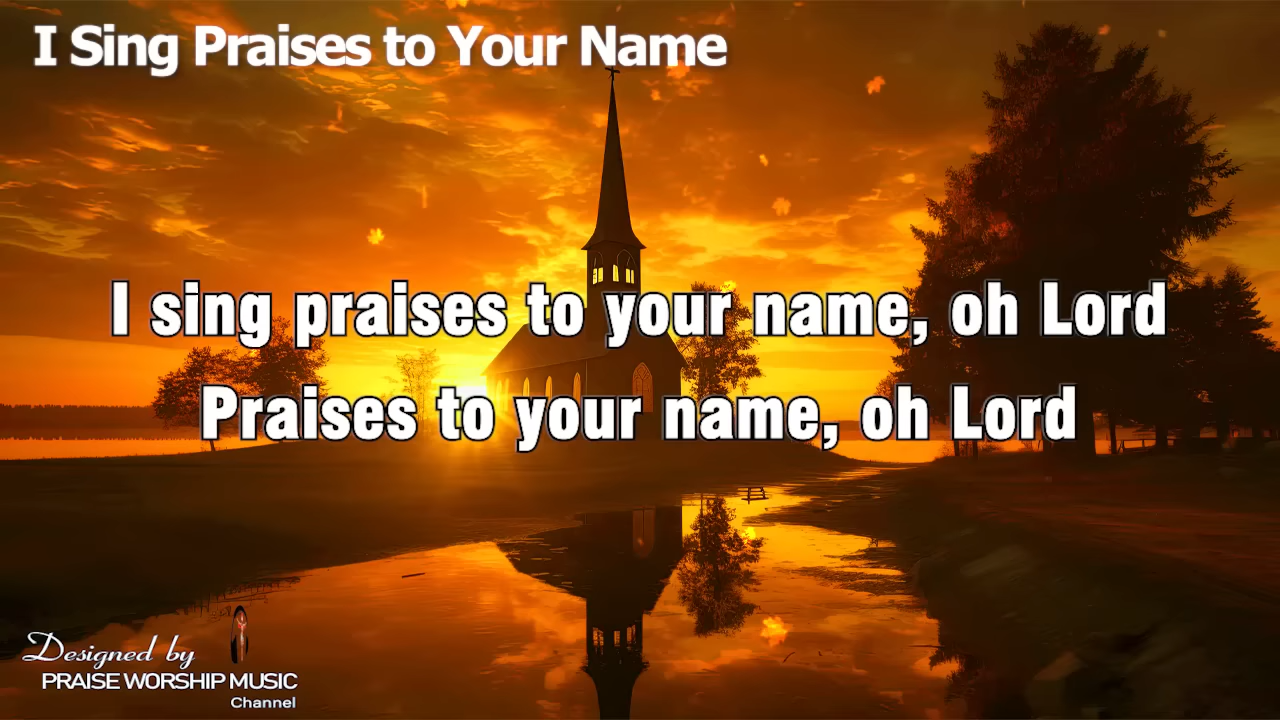 I Sing Praises to Your Name
I sing praises to your name, oh Lord
Praises to your name, oh Lord
Designed by
PRAISE WORSHIP MUSIC
Channel